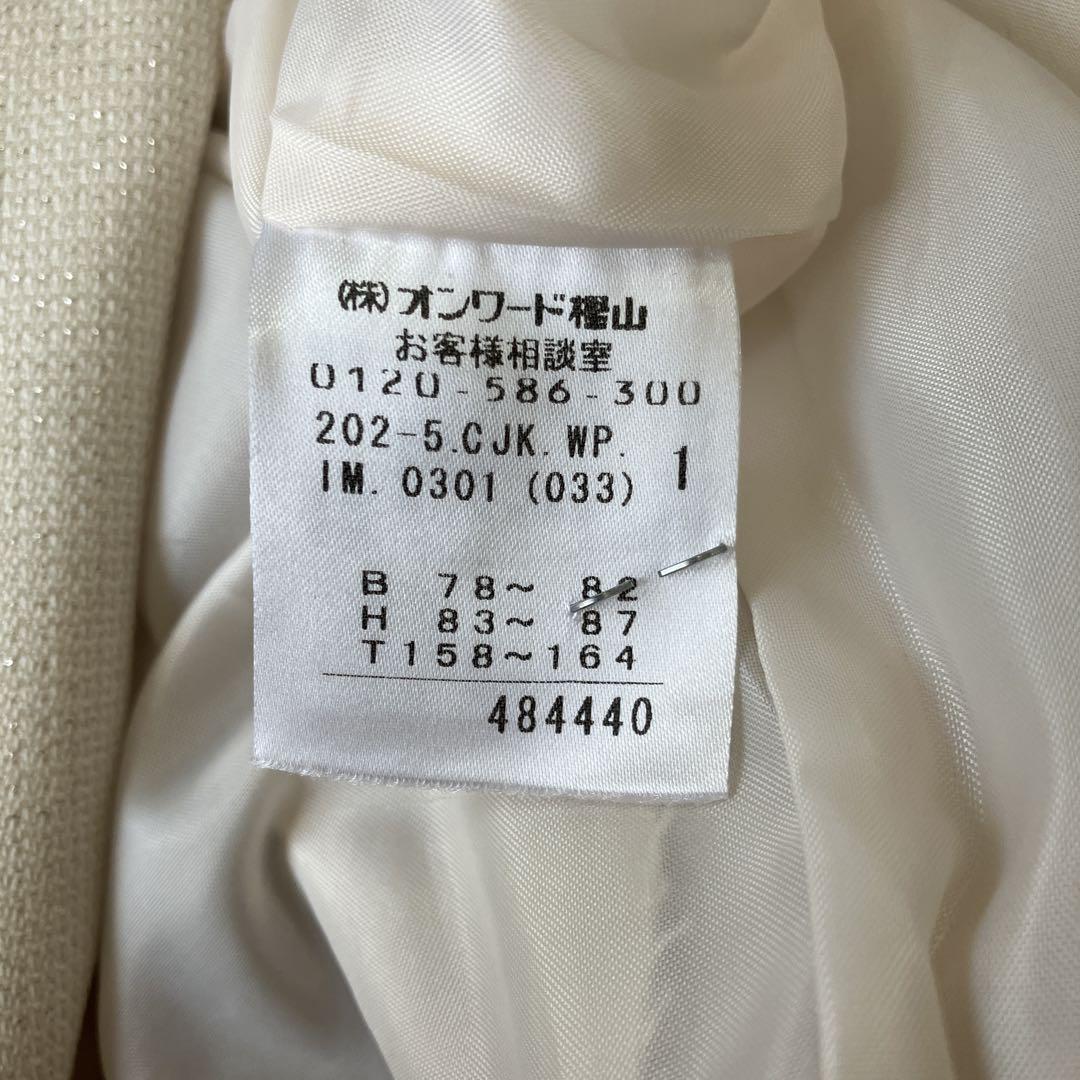 (株)オンワード樫山
お客様相談室
0120-586-300
202-5.CJK.WP.
IM. 0301 (033) 1
B 78~ 82
H 83~ 87
T158~164
484440